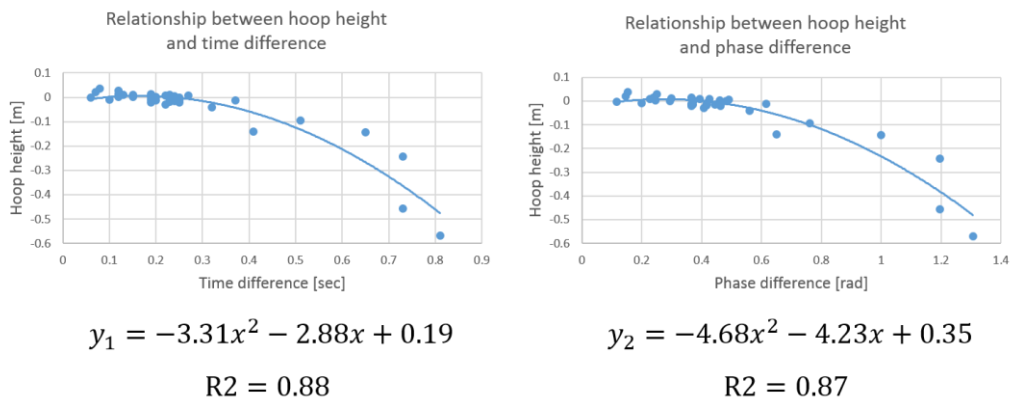 Relationship between hoop height
and time difference
0.1
0
-0.1
-0.2
-0.3
-0.4
-0.5
-0.6
Hoop height [m]
0 0.1 0.2 0.3 0.4 0.5 0.6 0.7 0.8 0.9
Time difference [sec]
y₁ = −3.31x² − 2.88x + 0.19
R2 = 0.88
Relationship between hoop height
and phase difference
0.1
0
-0.1
-0.2
-0.3
-0.4
-0.5
-0.6
Hoop height [m]
0 0.2 0.4 0.6 0.8 1 1.2 1.4
Phase difference [rad]
y₂ = −4.68x² − 4.23x + 0.35
R2 = 0.87